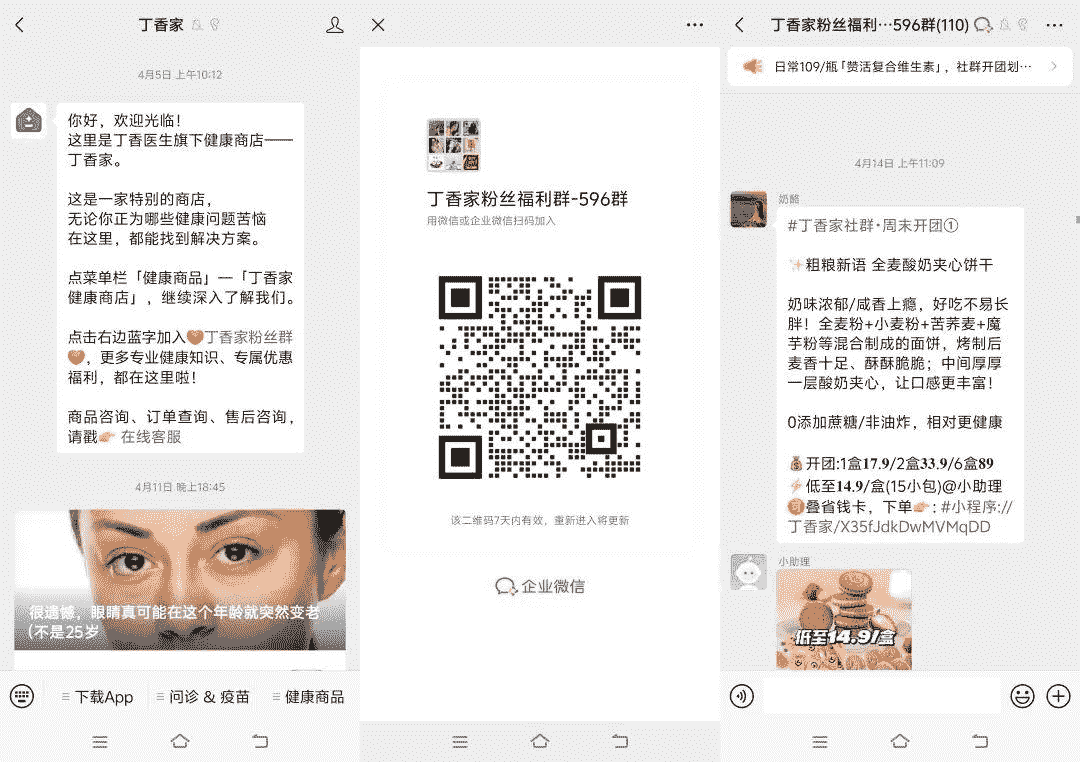 丁香家
4月5日 上午10:12
你好，欢迎光临！
这里是丁香医生旗下健康商店——
丁香家。
这是一家特别的商店，
无论你正为哪些健康问题苦恼
在这里，都能找到解决方案。
点菜单栏「健康商品」—「丁香家
健康商店」，继续深入了解我们。
点击右边蓝字加入🧡丁香家粉丝群
🧡，更多专业健康知识、专属优惠
福利，都在这里啦！
商品咨询、订单查询、售后咨询，
请戳👉 在线客服
4月11日 晚上18:45
很遗憾，眼睛真可能在这个年龄就突然变老
(不是25岁
下载App
问诊 & 疫苗
健康商品
丁香家粉丝福利群-596群
用微信或企业微信扫码加入
该二维码7天内有效，重新进入将更新
企业微信
丁香家粉丝福利…596群(110)
日常109/瓶「赞活复合维生素」，社群开团划…
4月14日 上午11:09
奶酪
#丁香家社群·周末开团①
✨粗粮新语 全麦酸奶夹心饼干
奶味浓郁/咸香上瘾，好吃不易长
胖！全麦粉+小麦粉+苦荞麦+魔
芋粉等混合制成的面饼，烤制后
麦香十足、酥酥脆脆；中间厚厚
一层酸奶夹心，让口感更丰富！
0添加蔗糖/非油炸，相对更健康
💰开团:1盒17.9/2盒33.9/6盒89
⚡低至14.9/盒(15小包)@小助理
🉑叠省钱卡，下单👉: #小程序://
丁香家/X35fJdkDwMVMqDD
小助理
低至14.9/盒